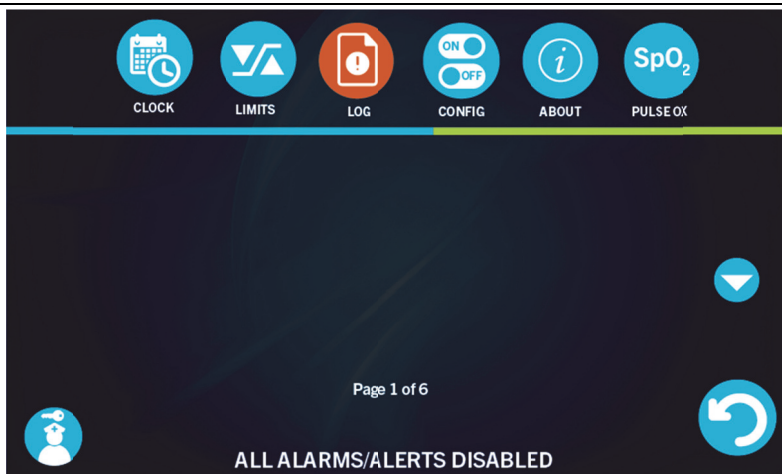 ON
OFF
i
SpO₂
CLOCK
LIMITS
LOG
CONFIG
ABOUT
PULSE OX
Page 1 of 6
ALL ALARMS/ALERTS DISABLED